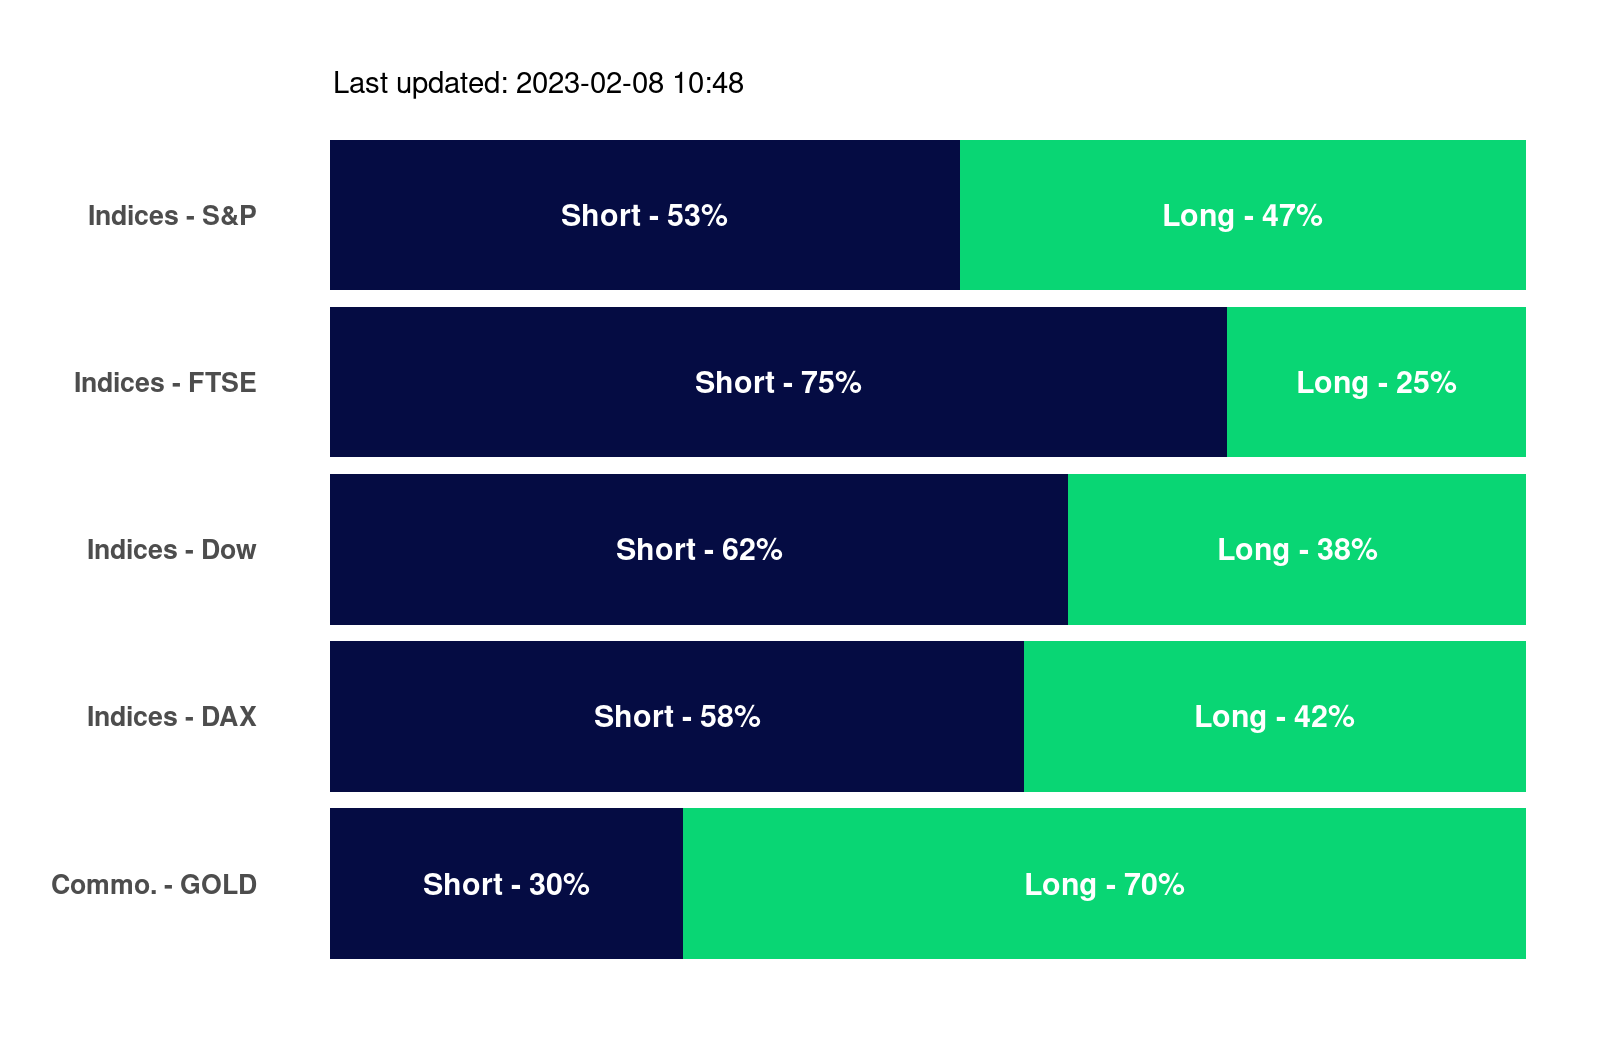 Last updated: 2023-02-08 10:48
Indices - S&P Short - 53% Long - 47%
Indices - FTSE Short - 75% Long - 25%
Indices - Dow Short - 62% Long - 38%
Indices - DAX Short - 58% Long - 42%
Commo. - GOLD Short - 30% Long - 70%